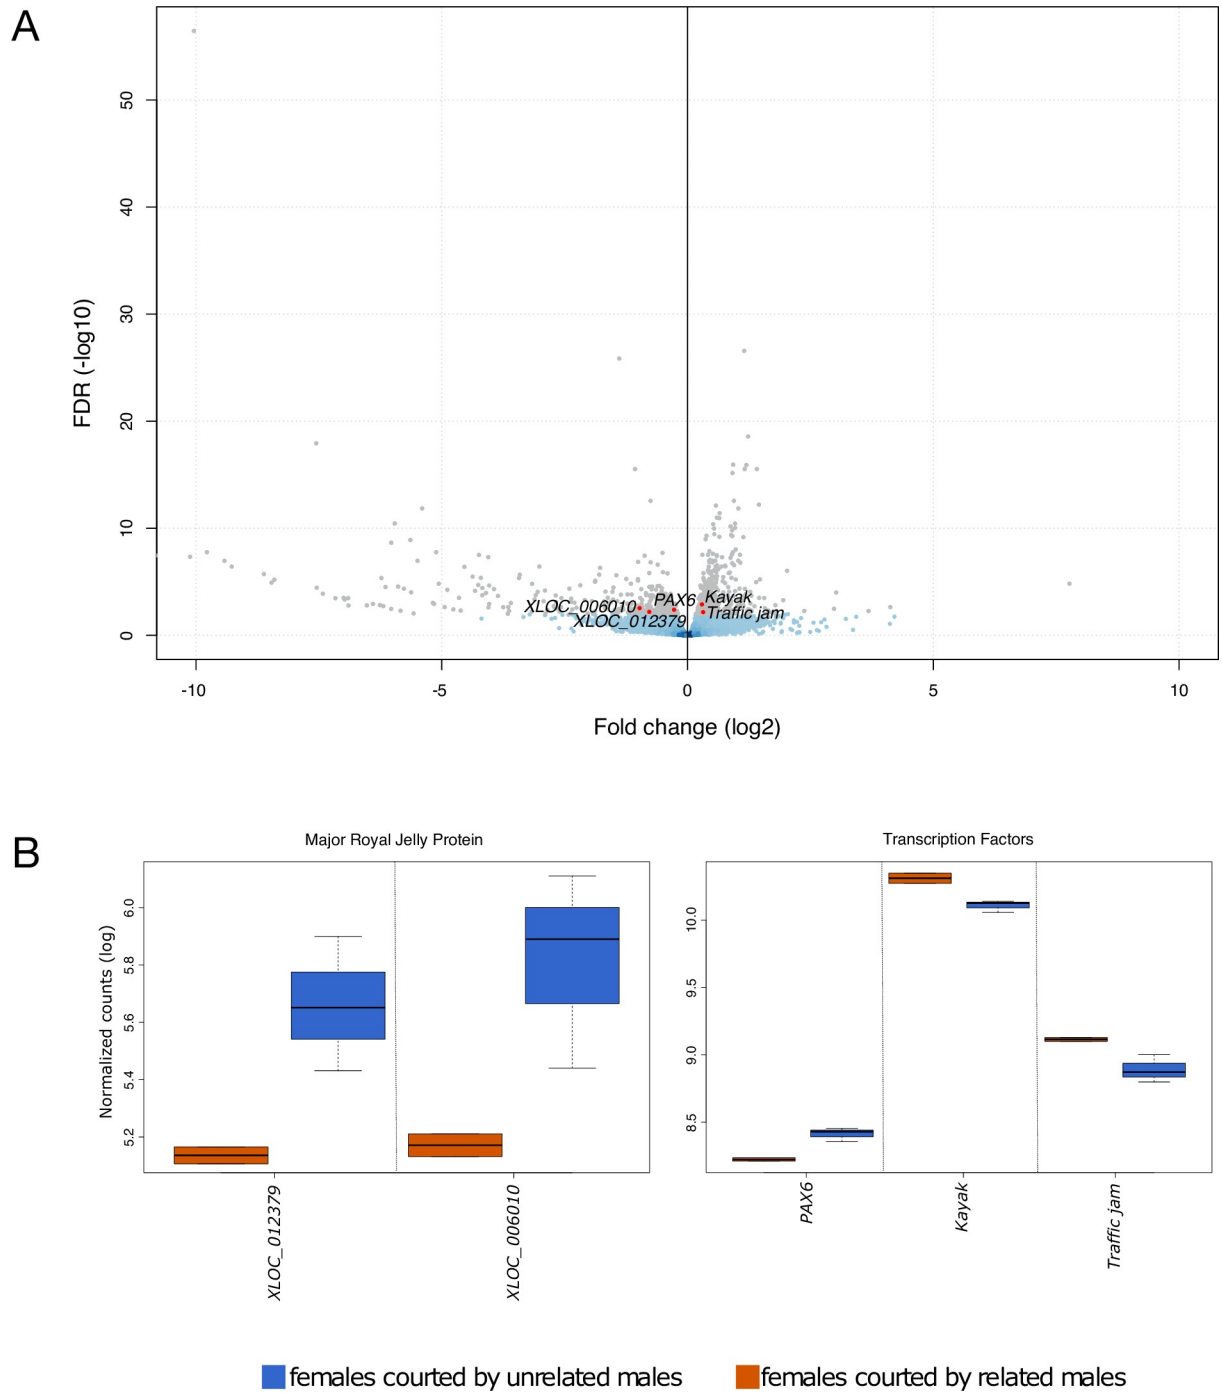 A
50
40
30
20
10
0
FDR (-log10)
XLOC_006010
PAX6
Kayak
Traffic jam
XLOC_012379
-10
-5
0
5
10
Fold change (log2)
B
Major Royal Jelly Protein
Transcription Factors
Normalized counts (log)
6.0
5.8
5.6
5.4
5.2
10.0
9.5
9.0
8.5
XLOC_012379
XLOC_006010
PAX6
Kayak
Traffic jam
females courted by unrelated males
females courted by related males